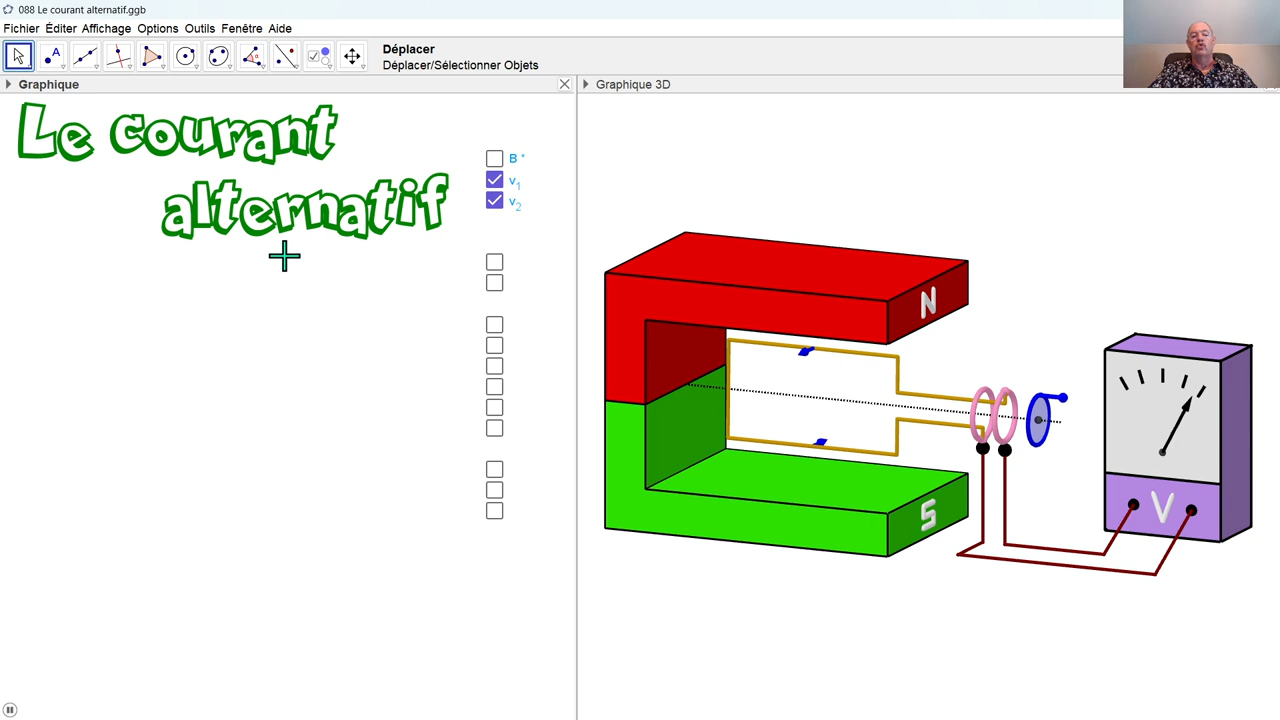 088 Le courant alternatif.ggb
Fichier Éditer Affichage Options Outils Fenêtre Aide
Déplacer
Déplacer/Sélectionner Objets
Graphique
Graphique 3D
Le courant
alternatif
B
v1
v2
N
S
V